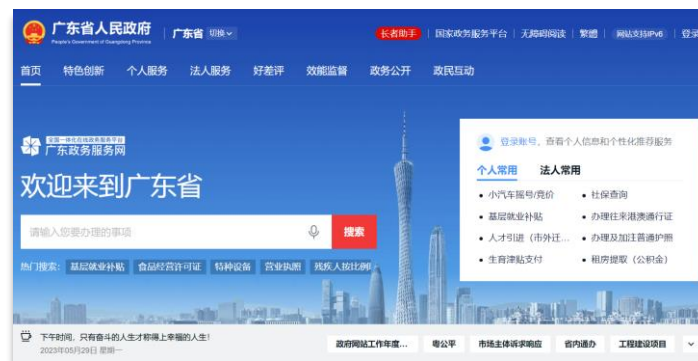 广东省人民政府
People's Government of Guangdong Province
广东省 切换
长者助手 国家政务服务平台 无障碍阅读 繁體 网站支持IPv6 登录
首页 特色创新 个人服务 法人服务 好差评 效能监督 政务公开 政民互动
全国一体化在线政务服务平台
广东政务服务网
欢迎来到广东省
请输入您要办理的事项 搜索
热门搜索: 基层就业补贴 食品经营许可证 特种设备 营业执照 残疾人按比例
登录账号，查看个人信息和个性化推荐服务
个人常用 法人常用
• 小汽车摇号/竞价 • 社保查询
• 基层就业补贴 • 办理往来港澳通行证
• 人才引进（市外迁... • 办理及加注普通护照
• 生育津贴支付 • 租房提取（公积金）
下午时间，只有奋斗的人生才称得上幸福的人生!
2023年05月29日 星期一
政府网站工作年度... 粤公平 市场主体诉求响应 省内通办 工程建设项目